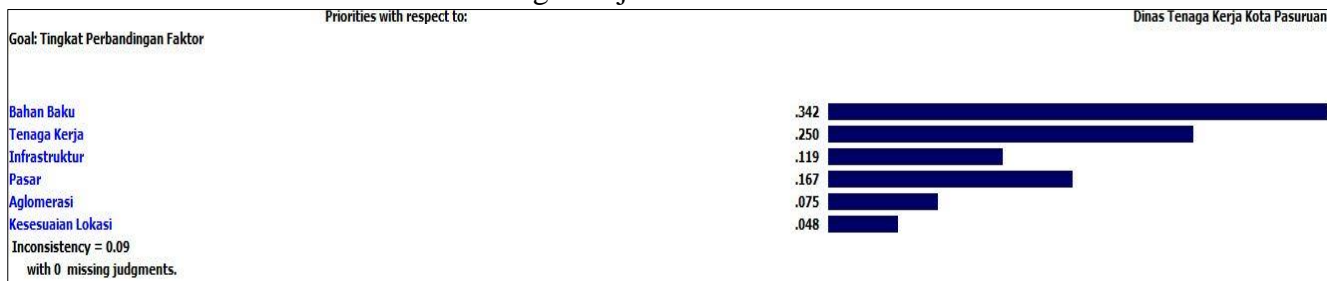 Priorities with respect to: Dinas Tenaga Kerja Kota Pasuruan
Goal: Tingkat Perbandingan Faktor
Bahan Baku .342
Tenaga Kerja .250
Infrastruktur .119
Pasar .167
Aglomerasi .075
Kesesuaian Lokasi .048
Inconsistency = 0.09
with 0 missing judgments.